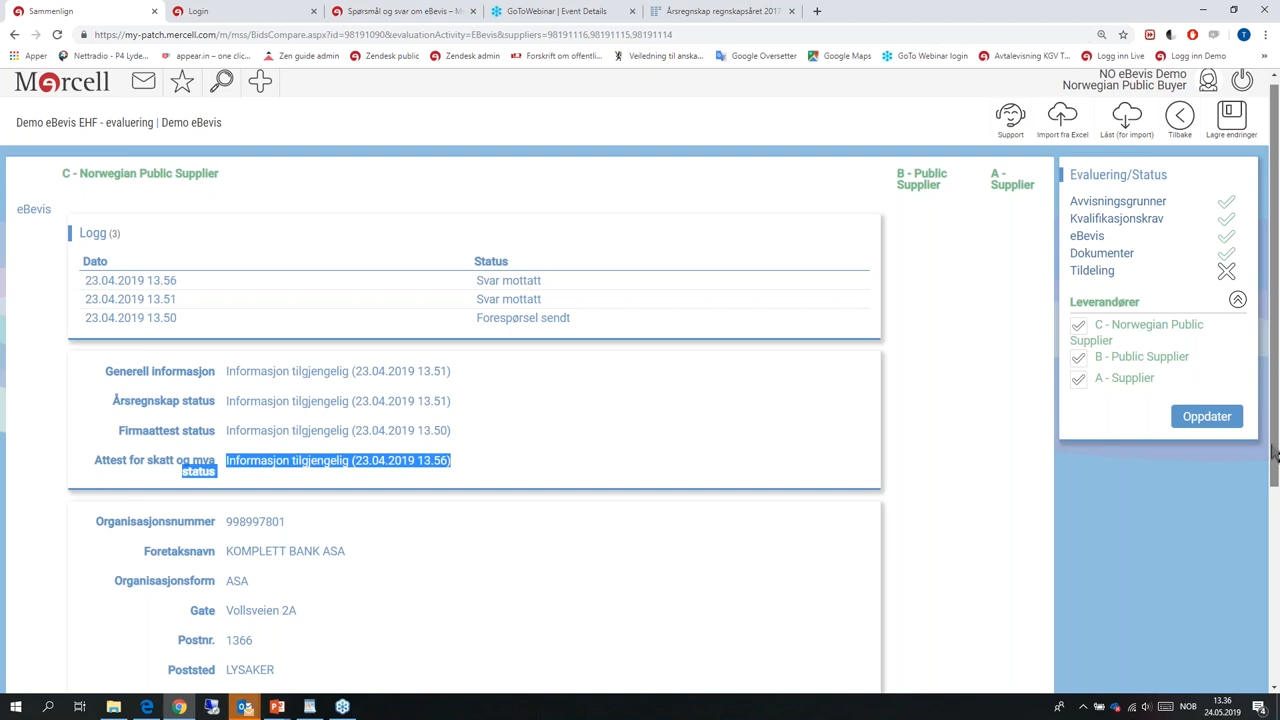 Sammenlign
Login
Spørsmål og svar om eBevis – Me
GoToWebinar | Event Details
Årsregnskap regnskapsåret 2017
https://my-patch.mercell.com/m/mss/BidsCompare.aspx?id=98191090&evaluationActivity=EBevis&suppliers=98191116,98191115,98191114
Apper
Nettradio - P4 Lyde...
appear.in – one clic...
Zen guide admin
Zendesk public
Zendesk admin
Forskrift om offentli...
Veiledning til anska...
Google Oversetter
Google Maps
GoTo Webinar login
Avtalevisning KGV T...
Logg inn Live
Logg inn Demo
Mercell
NO eBevis Demo
Norwegian Public Buyer
Demo eBevis EHF - evaluering | Demo eBevis
Support
Import fra Excel
Låst (for import)
Tilbake
Lagre endringer
C - Norwegian Public Supplier
B - Public Supplier
A - Supplier
eBevis
Logg (3)
Dato Status
23.04.2019 13.56 Svar mottatt
23.04.2019 13.51 Svar mottatt
23.04.2019 13.50 Forespørsel sendt
Generell informasjon Informasjon tilgjengelig (23.04.2019 13.51)
Årsregnskap status Informasjon tilgjengelig (23.04.2019 13.51)
Firmaattest status Informasjon tilgjengelig (23.04.2019 13.50)
Attest for skatt og mva status Informasjon tilgjengelig (23.04.2019 13.56)
Organisasjonsnummer 998997801
Foretaksnavn KOMPLETT BANK ASA
Organisasjonsform ASA
Gate Vollsveien 2A
Postnr. 1366
Poststed LYSAKER
Evaluering/Status
Avvisningsgrunner
Kvalifikasjonskrav
eBevis
Dokumenter
Tildeling
Leverandører
C - Norwegian Public
Supplier
B - Public Supplier
A - Supplier
Oppdater
NOB
13.36
24.05.2019